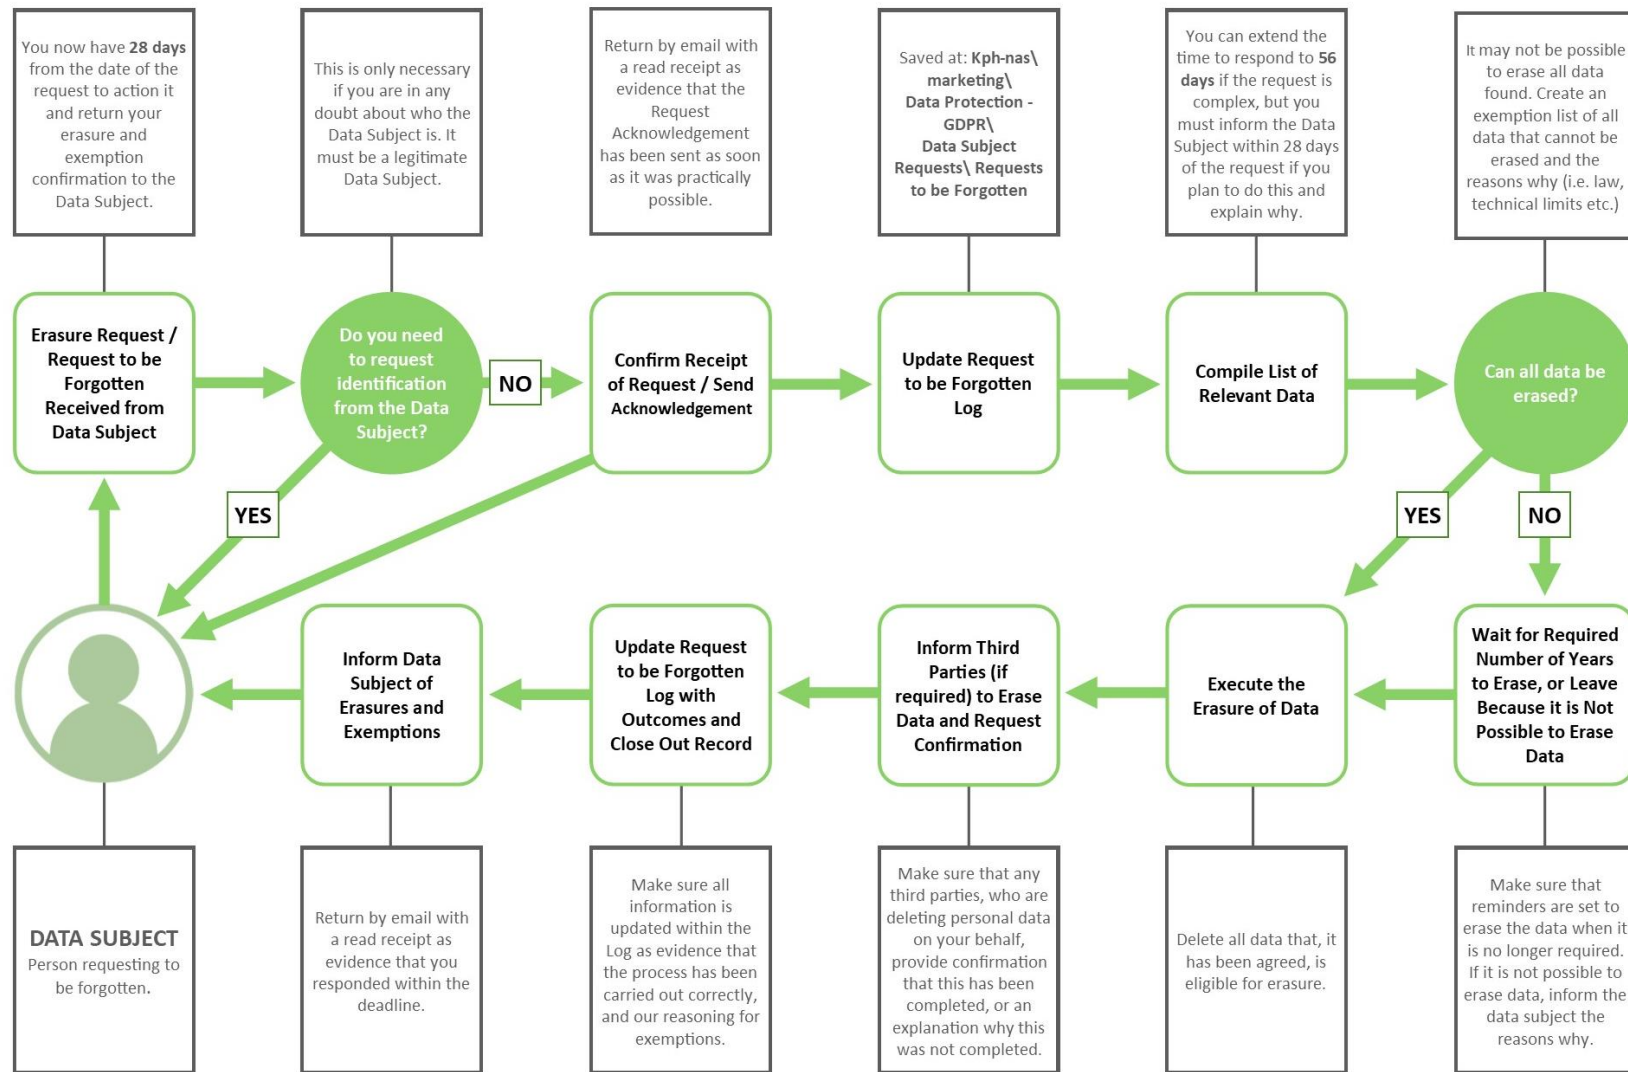 You now have 28 days
from the date of the
request to action it
and return your
erasure and
exemption
confirmation to the
Data Subject.
This is only necessary
if you are in any
doubt about who the
Data Subject is. It
must be a legitimate
Data Subject.
Return by email with
a read receipt as
evidence that the
Request
Acknowledgement
has been sent as soon
as it was practically
possible.
Saved at: Kph-nas\
marketing\
Data Protection -
GDPR\
Data Subject
Requests\ Requests
to be Forgotten
You can extend the
time to respond to 56
days if the request is
complex, but you
must inform the Data
Subject within 28 days
of the request if you
plan to do this and
explain why.
It may not be possible
to erase all data
found. Create an
exemption list of all
data that cannot be
erased and the
reasons why (i.e. law,
technical limits etc.)
Erasure Request /
Request to be
Forgotten
Received from
Data Subject
Do you need
to request
identification
from the Data
Subject?
NO
Confirm Receipt
of Request / Send
Acknowledgement
Update Request
to be Forgotten
Log
Compile List of
Relevant Data
Can all data be
erased?
YES
YES
NO
Inform Data
Subject of
Erasures and
Exemptions
Update Request
to be Forgotten
Log with
Outcomes and
Close Out Record
Inform Third
Parties (if
required) to Erase
Data and Request
Confirmation
Execute the
Erasure of Data
Wait for Required
Number of Years
to Erase, or Leave
Because it is Not
Possible to Erase
Data
DATA SUBJECT
Person requesting to
be forgotten.
Return by email with
a read receipt as
evidence that you
responded within the
deadline.
Make sure all
information is
updated within the
Log as evidence that
the process has been
carried out correctly,
and our reasoning for
exemptions.
Make sure that any
third parties, who are
deleting personal data
on your behalf,
provide confirmation
that this has been
completed, or an
explanation why this
was not completed.
Delete all data that, it
has been agreed, is
eligible for erasure.
Make sure that
reminders are set to
erase the data when it
is no longer required.
If it is not possible to
erase data, inform the
data subject the
reasons why.